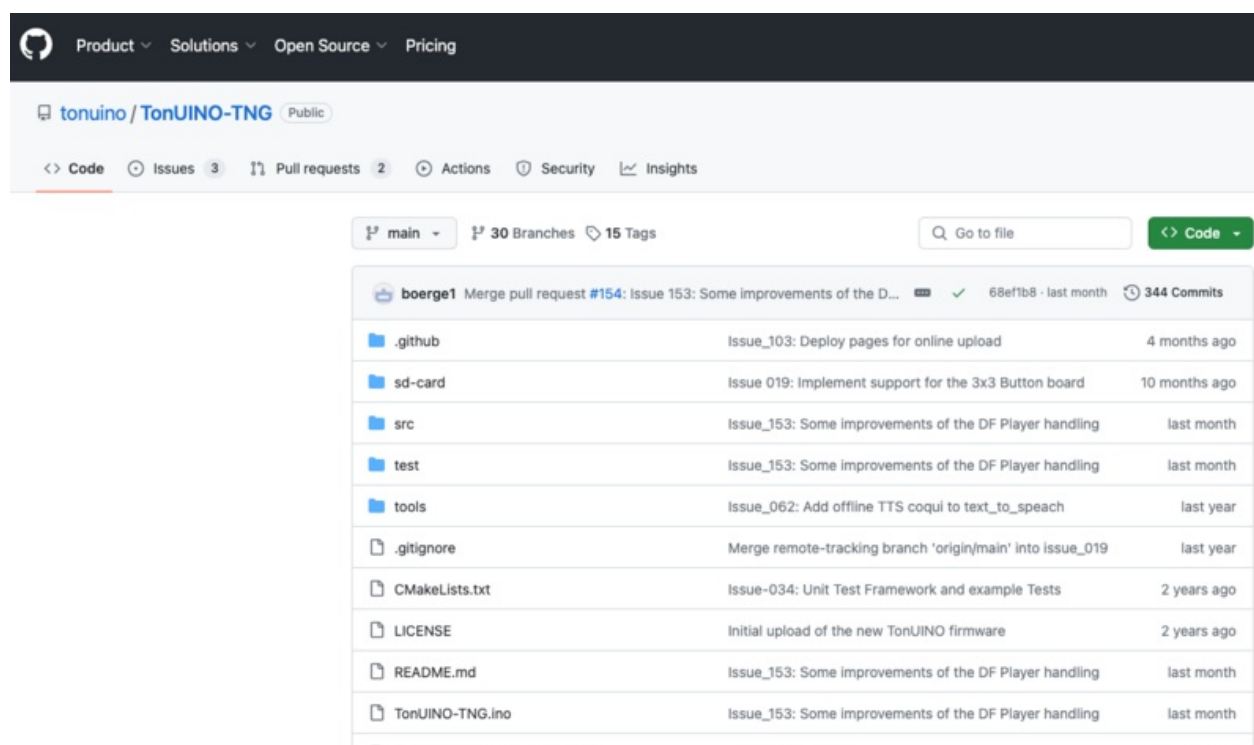 Product Solutions Open Source Pricing
tonuino / TonUINO-TNG Public
Code Issues 3 Pull requests 2 Actions Security Insights
main 30 Branches 15 Tags Go to file Code
boerge1 Merge pull request #154: Issue 153: Some improvements of the D... 68ef1b8 · last month 344 Commits
.github Issue_103: Deploy pages for online upload 4 months ago
sd-card Issue 019: Implement support for the 3x3 Button board 10 months ago
src Issue_153: Some improvements of the DF Player handling last month
test Issue_153: Some improvements of the DF Player handling last month
tools Issue_062: Add offline TTS coqui to text_to_speach last year
.gitignore Merge remote-tracking branch 'origin/main' into issue_019 last year
CMakeLists.txt Issue-034: Unit Test Framework and example Tests 2 years ago
LICENSE Initial upload of the new TonUINO firmware 2 years ago
README.md Issue_153: Some improvements of the DF Player handling last month
TonUINO-TNG.ino Issue_153: Some improvements of the DF Player handling last month